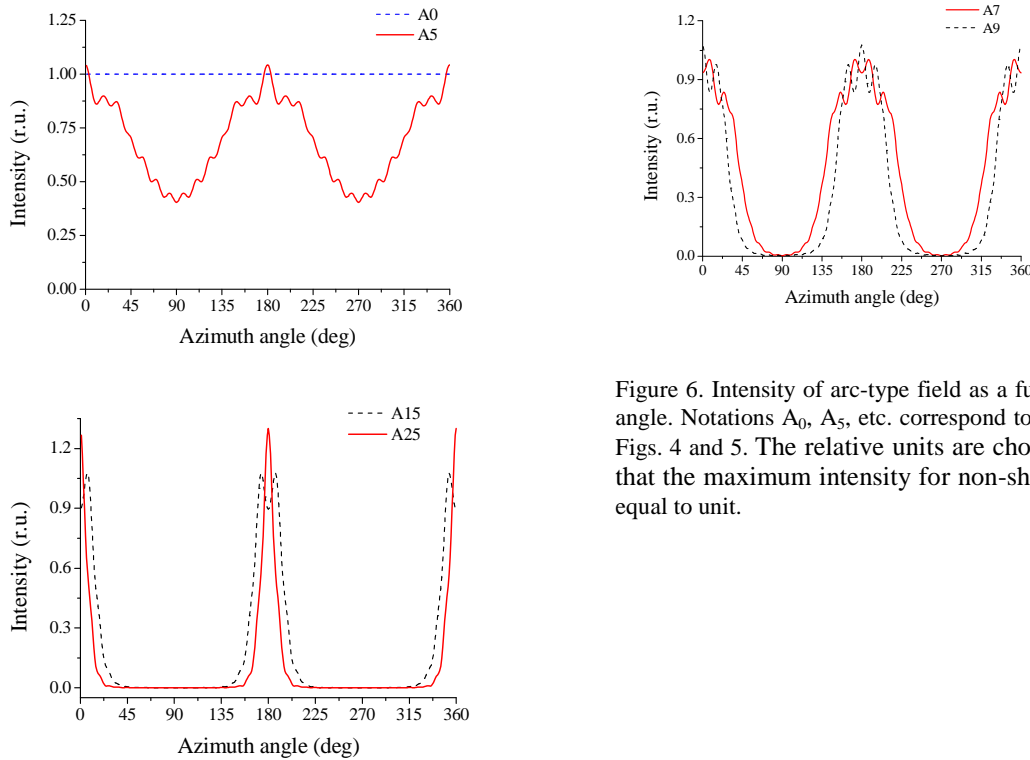 A0
A5
1.25
1.00
0.75
0.50
0.25
0.00
0 45 90 135 180 225 270 315 360
Intensity (r.u.)
Azimuth angle (deg)
A7
A9
1.2
0.9
0.6
0.3
0.0
0 45 90 135 180 225 270 315 360
Intensity (r.u.)
Azimuth angle (deg)
A15
A25
1.2
0.9
0.6
0.3
0.0
0 45 90 135 180 225 270 315 360
Intensity (r.u.)
Azimuth angle (deg)
Figure 6. Intensity of arc-type field as a fu
angle. Notations A0, A5, etc. correspond to
Figs. 4 and 5. The relative units are cho
that the maximum intensity for non-sh
equal to unit.